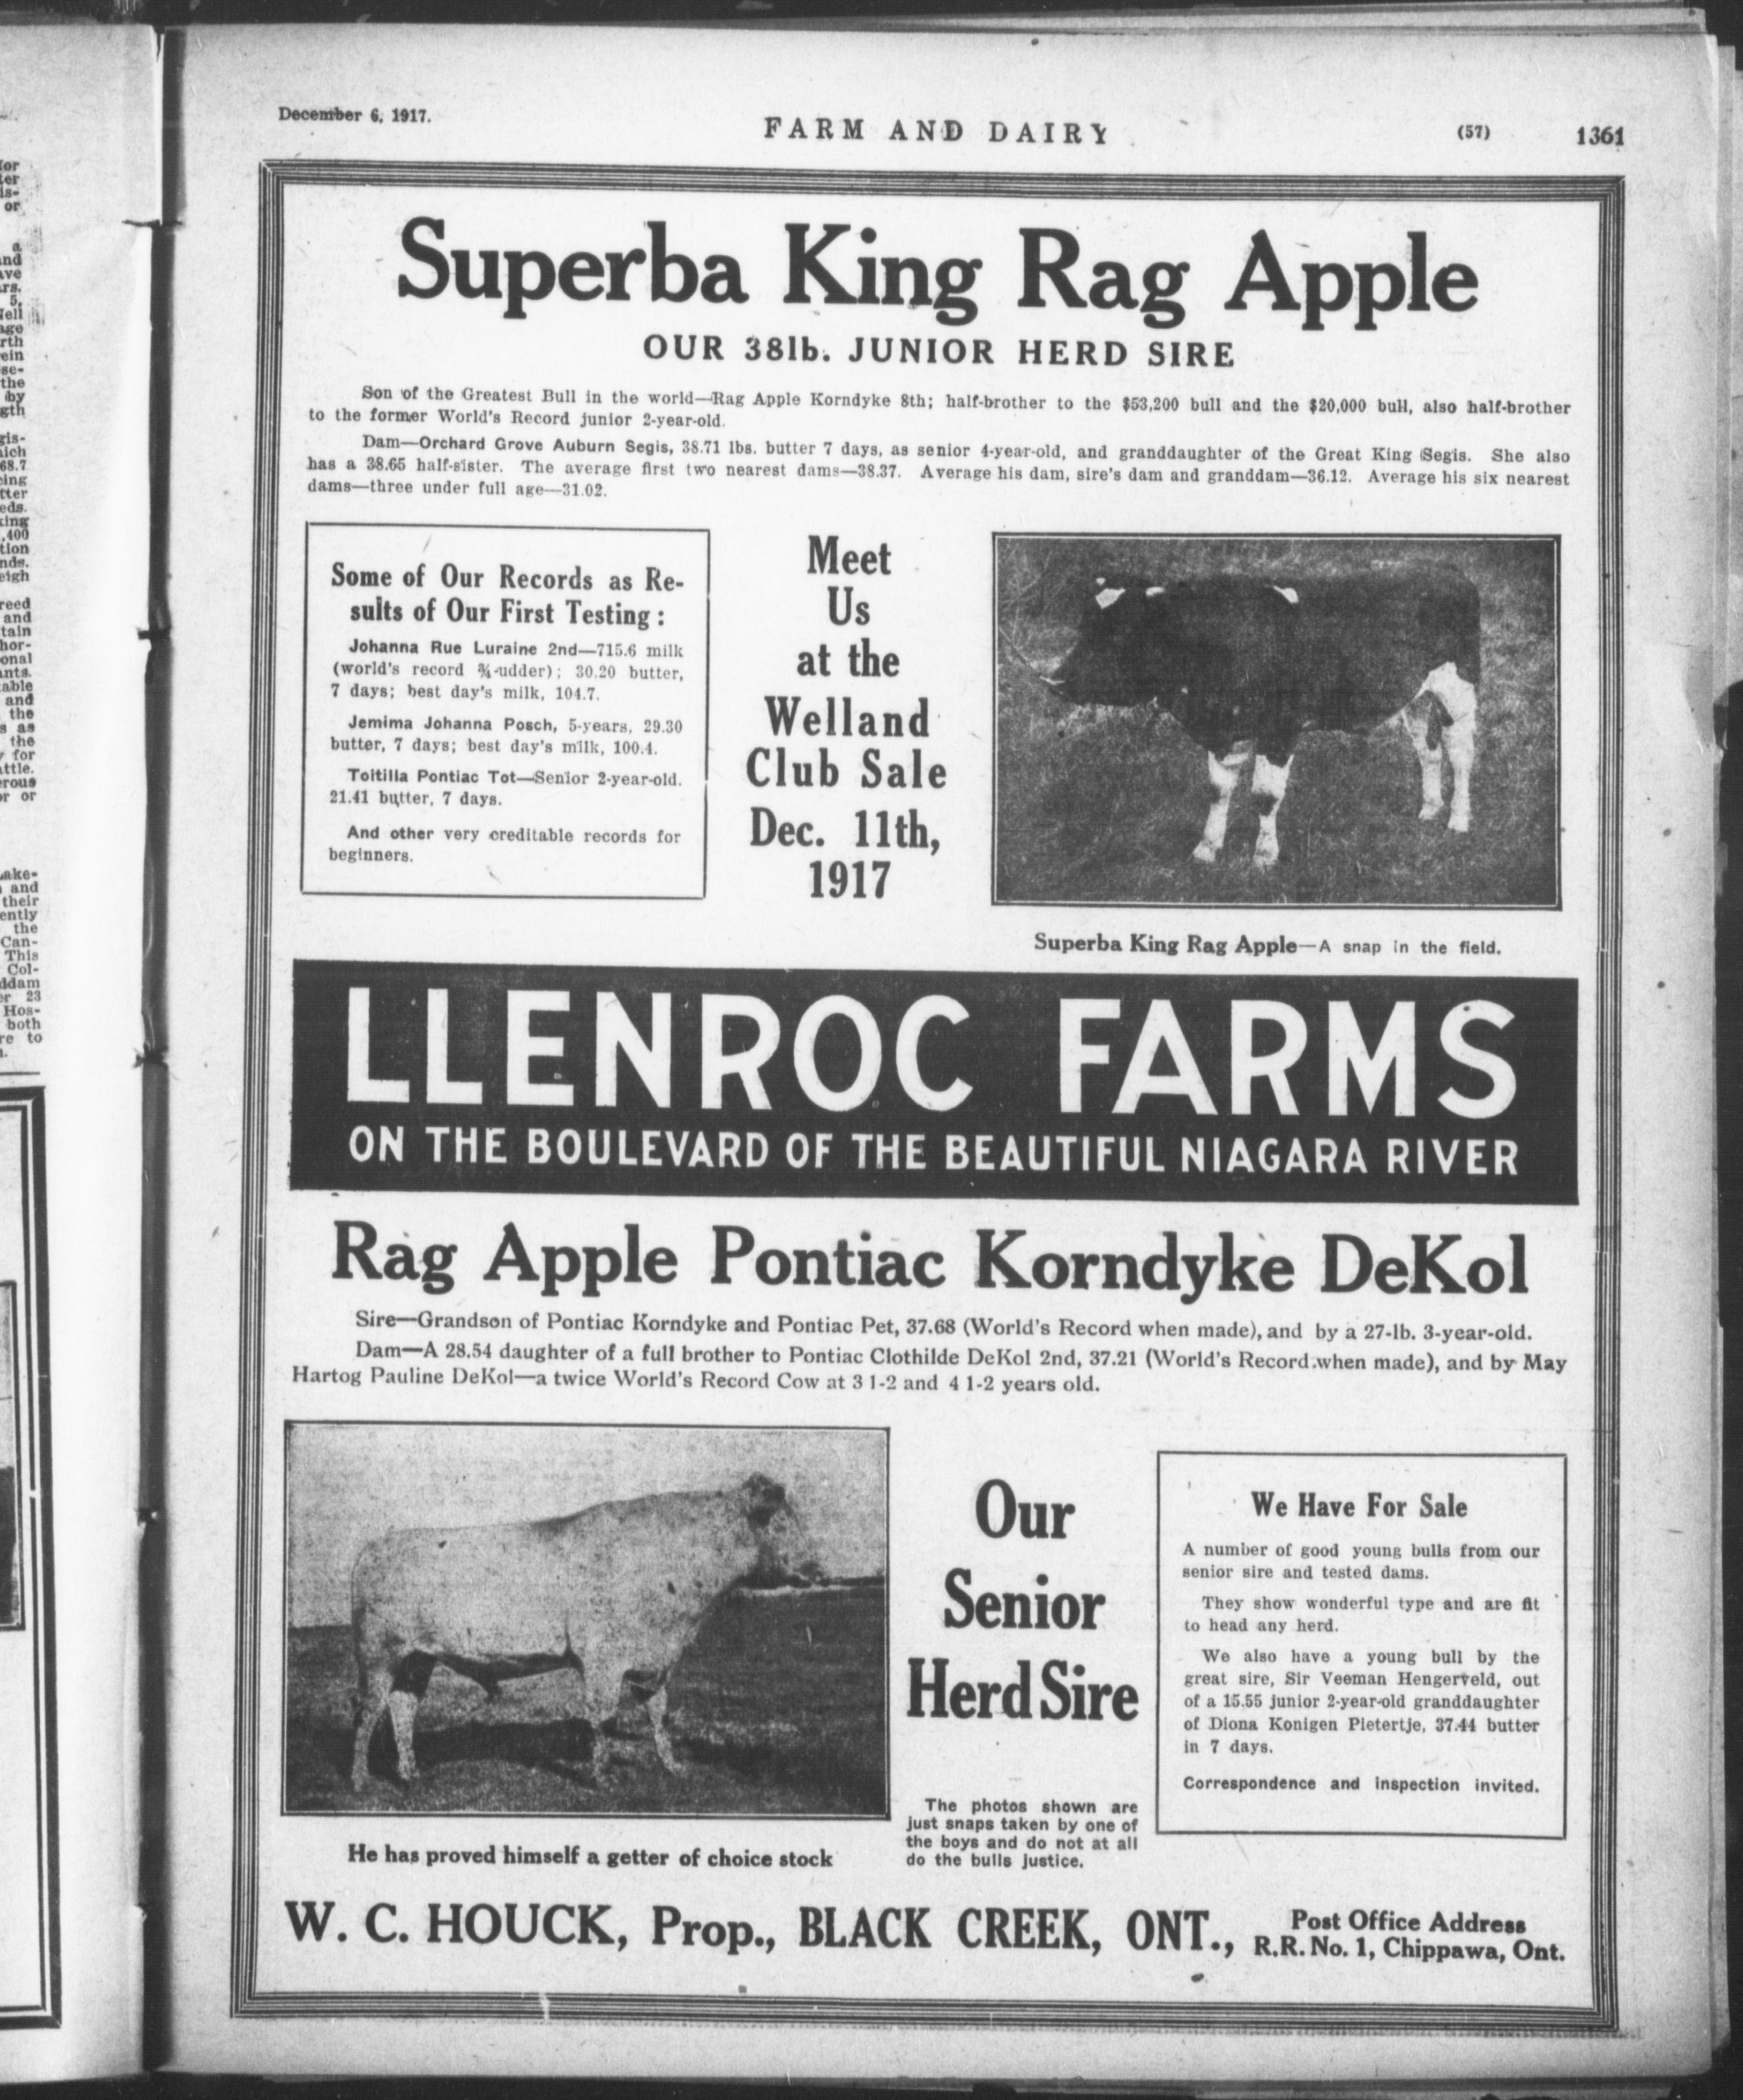 December 6, 1917.
FARM AND DAIRY
(57)
1361
Superba King Rag Apple
OUR 38lb. JUNIOR HERD SIRE
Son of the Greatest Bull in the world—Rag Apple Korndyke 8th; half-brother to the $53,200 bull and the $20,000 bull, also half-brother
to the former World's Record junior 2-year-old.
Dam—Orchard Grove Auburn Segis, 38.71 lbs. butter 7 days, as senior 4-year-old, and granddaughter of the Great King Segis. She also
has a 38.65 half-sister. The average first two nearest dams—38.37. Average his dam, sire's dam and granddam—36.12. Average his six nearest
dams—three under full age—31.02.
Some of Our Records as Re-
sults of Our First Testing:
Johanna Rue Luraine 2nd—715.6 milk
(world's record ¾-udder); 30.20 butter,
7 days; best day's milk, 104.7.
Jemima Johanna Posch, 5-years, 29.30
butter, 7 days; best day's milk, 100.4.
Toitilla Pontiac Tot—Senior 2-year-old.
21.41 butter, 7 days.
And other very creditable records for
beginners.
Meet
Us
at the
Welland
Club Sale
Dec. 11th,
1917
Superba King Rag Apple—A snap in the field.
LLENROC FARMS
ON THE BOULEVARD OF THE BEAUTIFUL NIAGARA RIVER
Rag Apple Pontiac Korndyke DeKol
Sire—Grandson of Pontiac Korndyke and Pontiac Pet, 37.68 (World's Record when made), and by a 27-lb. 3-year-old.
Dam—A 28.54 daughter of a full brother to Pontiac Clothilde DeKol 2nd, 37.21 (World's Record when made), and by May
Hartog Pauline DeKol—a twice World's Record Cow at 3 1-2 and 4 1-2 years old.
He has proved himself a getter of choice stock
Our
Senior
Herd Sire
The photos shown are
just snaps taken by one of
the boys and do not at all
do the bulls justice.
We Have For Sale
A number of good young bulls from our
senior sire and tested dams.
They show wonderful type and are fit
to head any herd.
We also have a young bull by the
great sire, Sir Veeman Hengerveld, out
of a 15.55 junior 2-year-old granddaughter
of Diona Konigen Pietertje, 37.44 butter
in 7 days.
Correspondence and inspection invited.
W. C. HOUCK, Prop., BLACK CREEK, ONT.,
Post Office Address
R.R. No. 1, Chippawa, Ont.